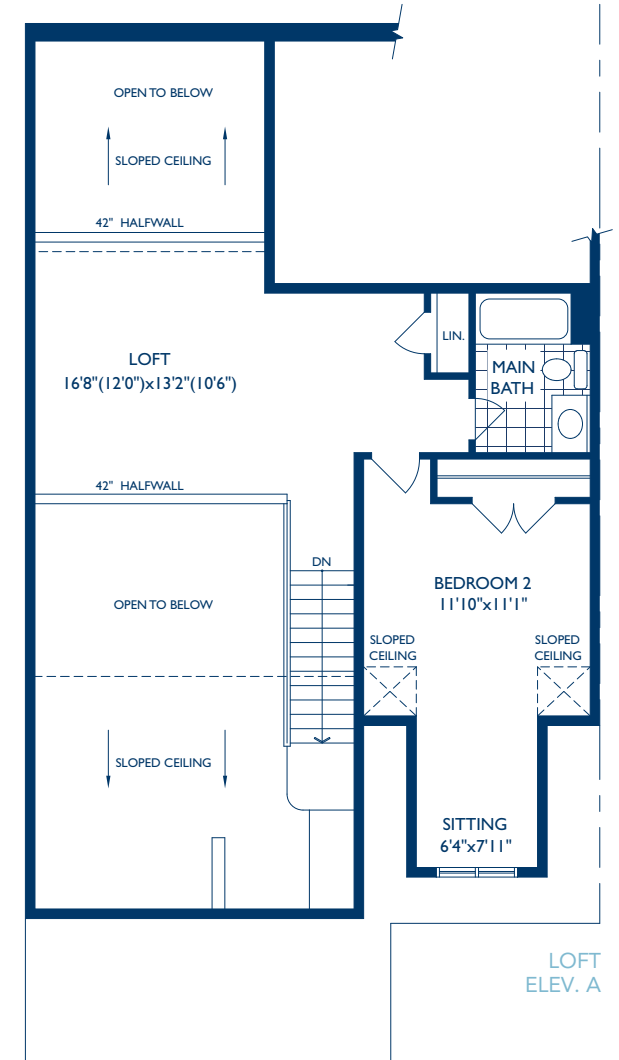 OPEN TO BELOW
SLOPED CEILING
42" HALFWALL
LIN.
LOFT
16'8"(12'0")x13'2"(10'6")
MAIN
BATH
42" HALFWALL
DN
BEDROOM 2
11'10"x11'1"
OPEN TO BELOW
SLOPED
CEILING
SLOPED
CEILING
SLOPED CEILING
SITTING
6'4"x7'11"
LOFT
ELEV. A